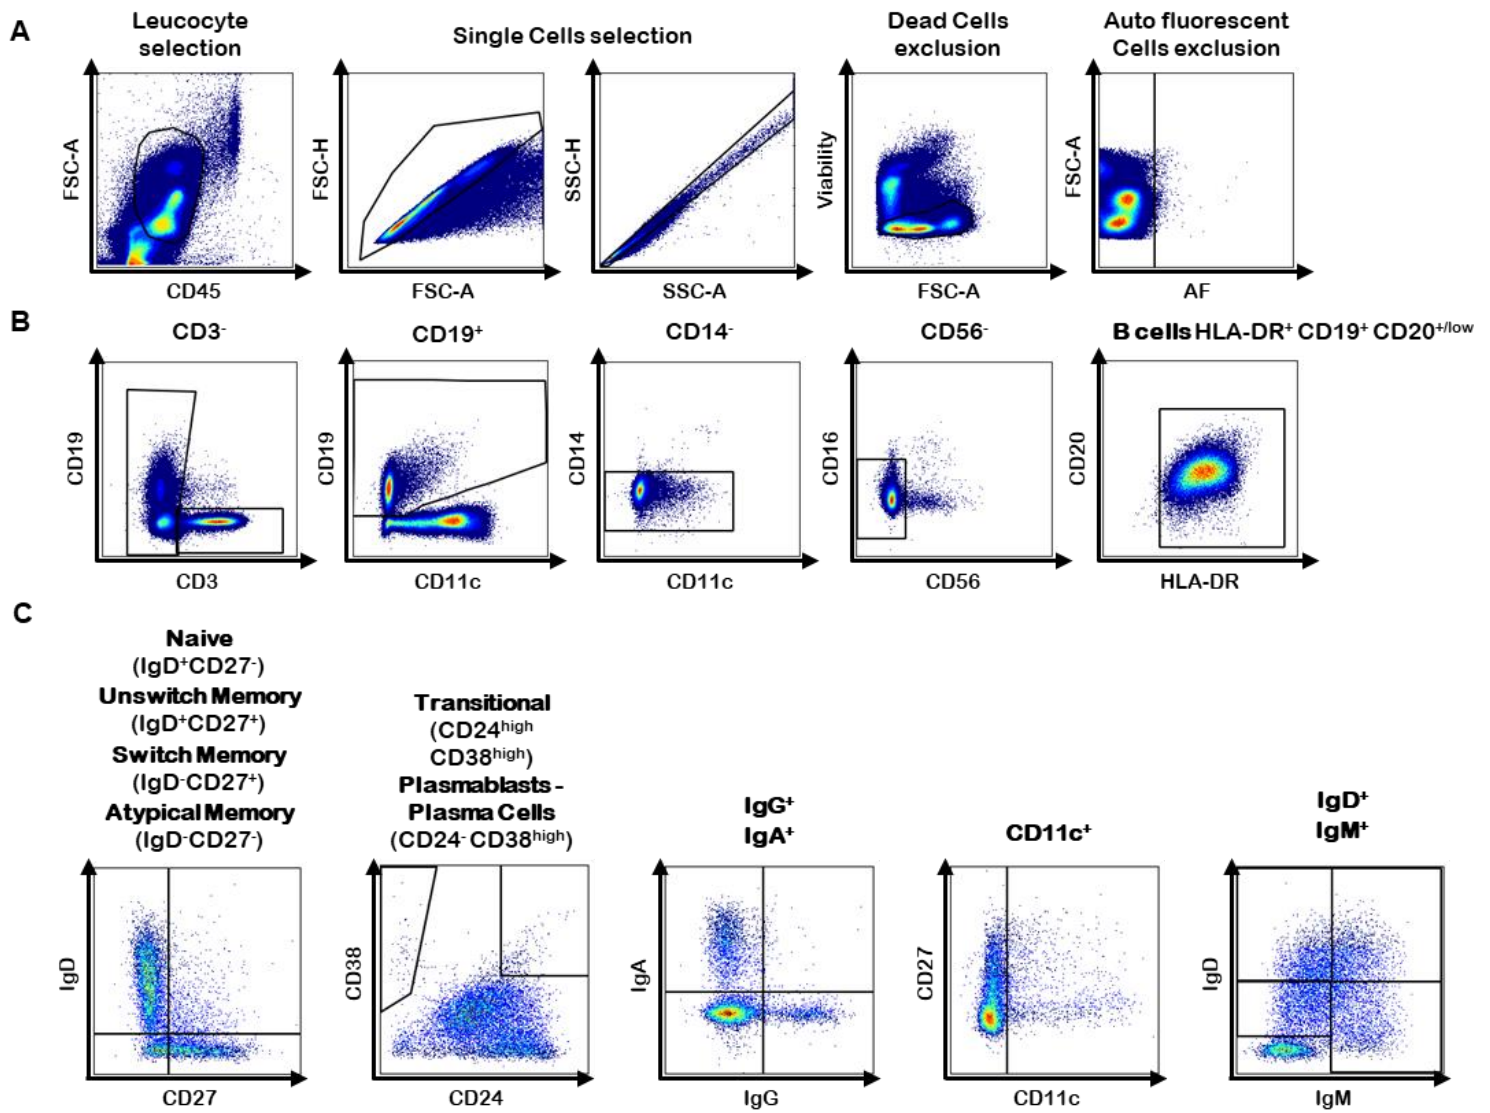 A
Leucocyte
selection
Single Cells selection
Dead Cells
exclusion
Auto fluorescent
Cells exclusion
FSC-A
CD45
FSC-H
FSC-A
SSC-H
SSC-A
Viability
FSC-A
FSC-A
AF
B
CD3-
CD19+
CD14-
CD56-
B cells HLA-DR+ CD19+ CD20+/low
CD19
CD3
CD19
CD11c
CD14
CD11c
CD16
CD56
CD20
HLA-DR
C
Naive
(IgD+CD27-)
Unswitch Memory
(IgD+CD27+)
Switch Memory
(IgD-CD27+)
Atypical Memory
(IgD-CD27-)
Transitional
(CD24high
CD38high)
Plasmablasts -
Plasma Cells
(CD24- CD38high)
IgG+
IgA+
CD11c+
IgD+
IgM+
IgD
CD27
CD38
CD24
IgA
IgG
CD27
CD11c
IgD
IgM